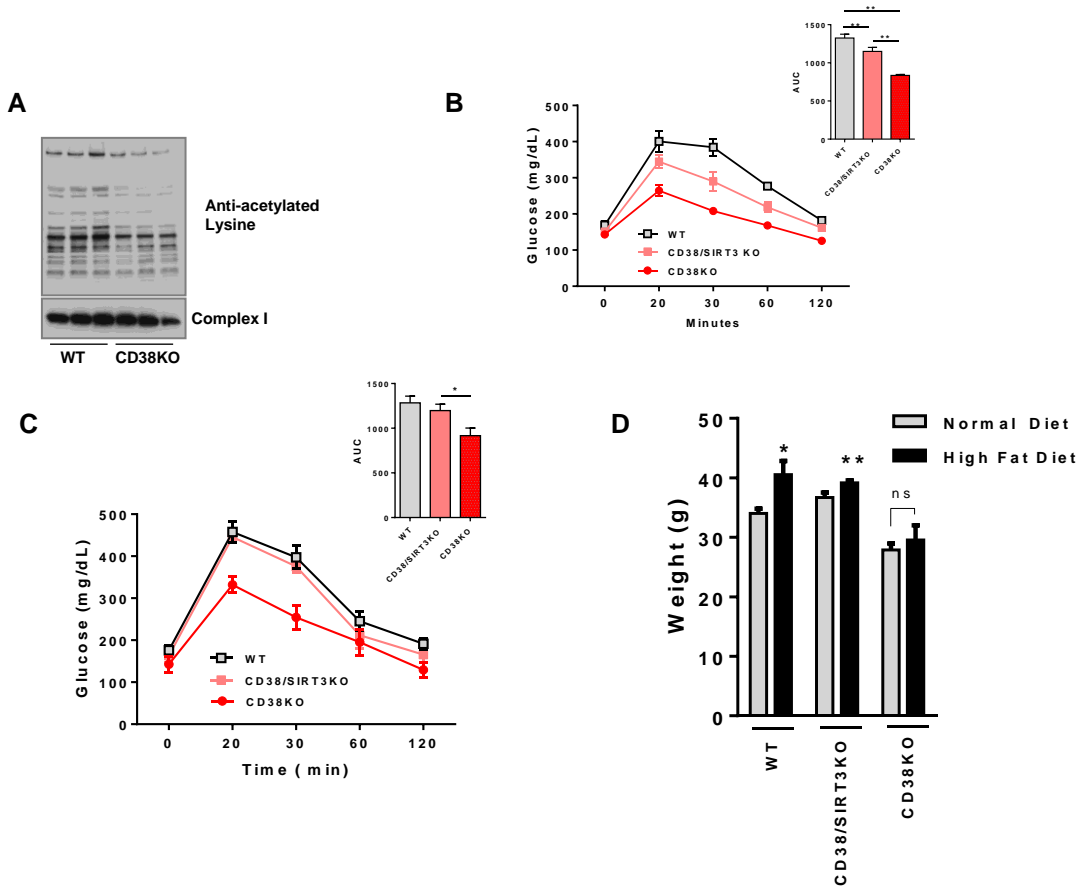 A
Anti-acetylated
Lysine
Complex I
WT
CD38KO
B
Glucose (mg/dL)
500
400
300
200
100
0
WT
CD38/SIRT3 KO
CD38KO
0
20
30
60
120
Minutes
AUC
1500
1000
500
0
**
**
**
WT
CD38/SIRT3KO
CD38KO
C
Glucose (mg/dL)
500
400
300
200
100
0
WT
CD38/SIRT3KO
CD38KO
0
20
30
60
120
Time ( min)
AUC
1500
1000
500
0
*
WT
CD38/SIRT3KO
CD38KO
D
Weight (g)
50
40
30
20
10
0
Normal Diet
High Fat Diet
*
**
ns
WT
CD38/SIRT3KO
CD38KO